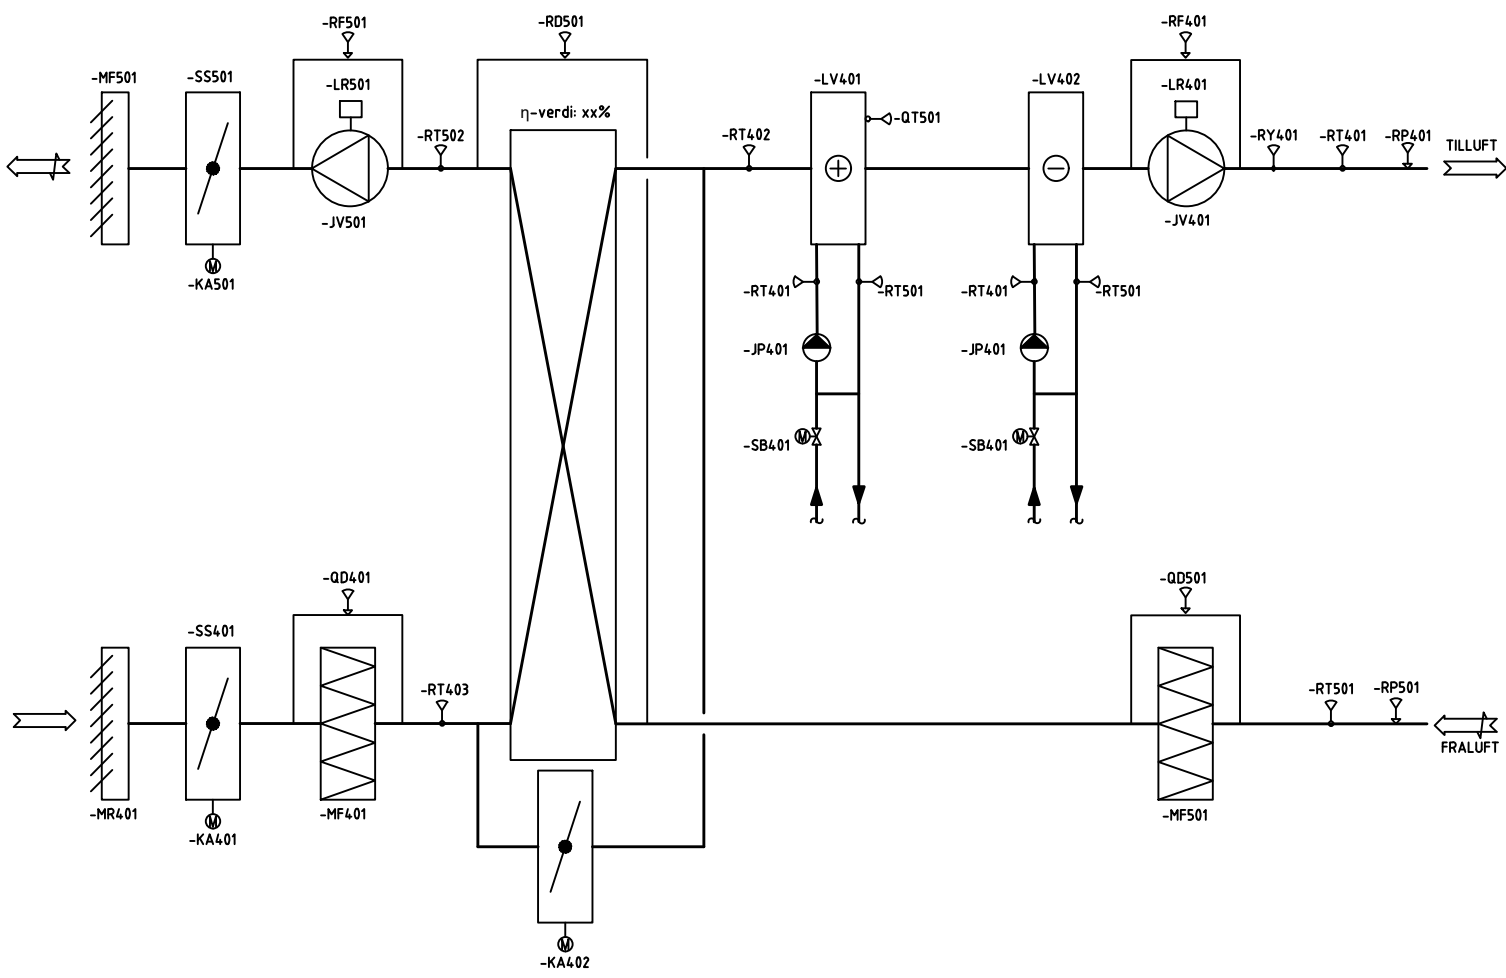 -RF501
-RD501
-RF401
-MF501
-SS501
-LR501
-LV401
-LV402
-LR401
η-verdi: xx%
-QT501
-RT502
-RT402
-RY401
-RT401
-RP401
TILLUFT
-JV501
-JV401
M
-KA501
-RT401
-RT501
-RT401
-RT501
-JP401
-JP401
-SB401
M
-SB401
M
-QD401
-QD501
-SS401
-RT403
-RT501
-RP501
FRALUFT
-MR401
-MF401
-MF501
M
-KA401
M
-KA402